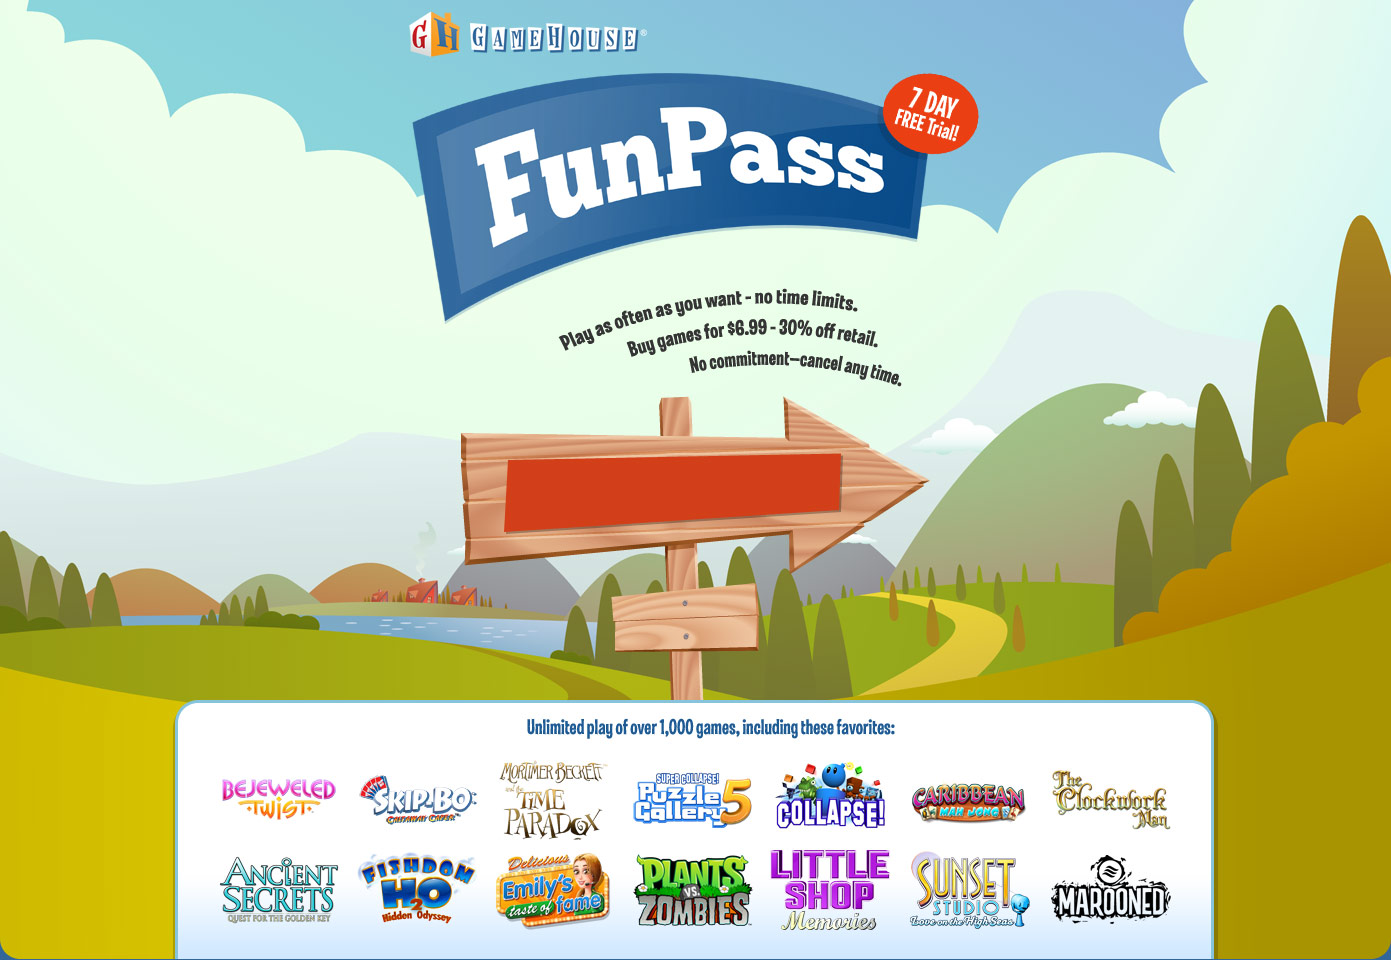 GH GAMEHOUSE®
FunPass
7 DAY
FREE Trial!
Play as often as you want - no time limits.
Buy games for $6.99 - 30% off retail.
No commitment–cancel any time.
Unlimited play of over 1,000 games, including these favorites:
BEJEWELED
TWIST
SKIP-BO
MORTIMER BECKETT
and the
TIME
PARADOX
SUPER COLLAPSE!
Puzzle
Gallery 5
COLLAPSE!
CARIBBEAN
MAH JONG
The
Clockwork
Man
ANCIENT
SECRETS
QUEST FOR THE GOLDEN KEY
FISHDOM
H2O
Hidden Odyssey
Delicious
Emily's
taste of fame
PLANTS
VS.
ZOMBIES
LITTLE
SHOP
Memories
SUNSET
STUDIO
Love on the High Seas
MAROONED